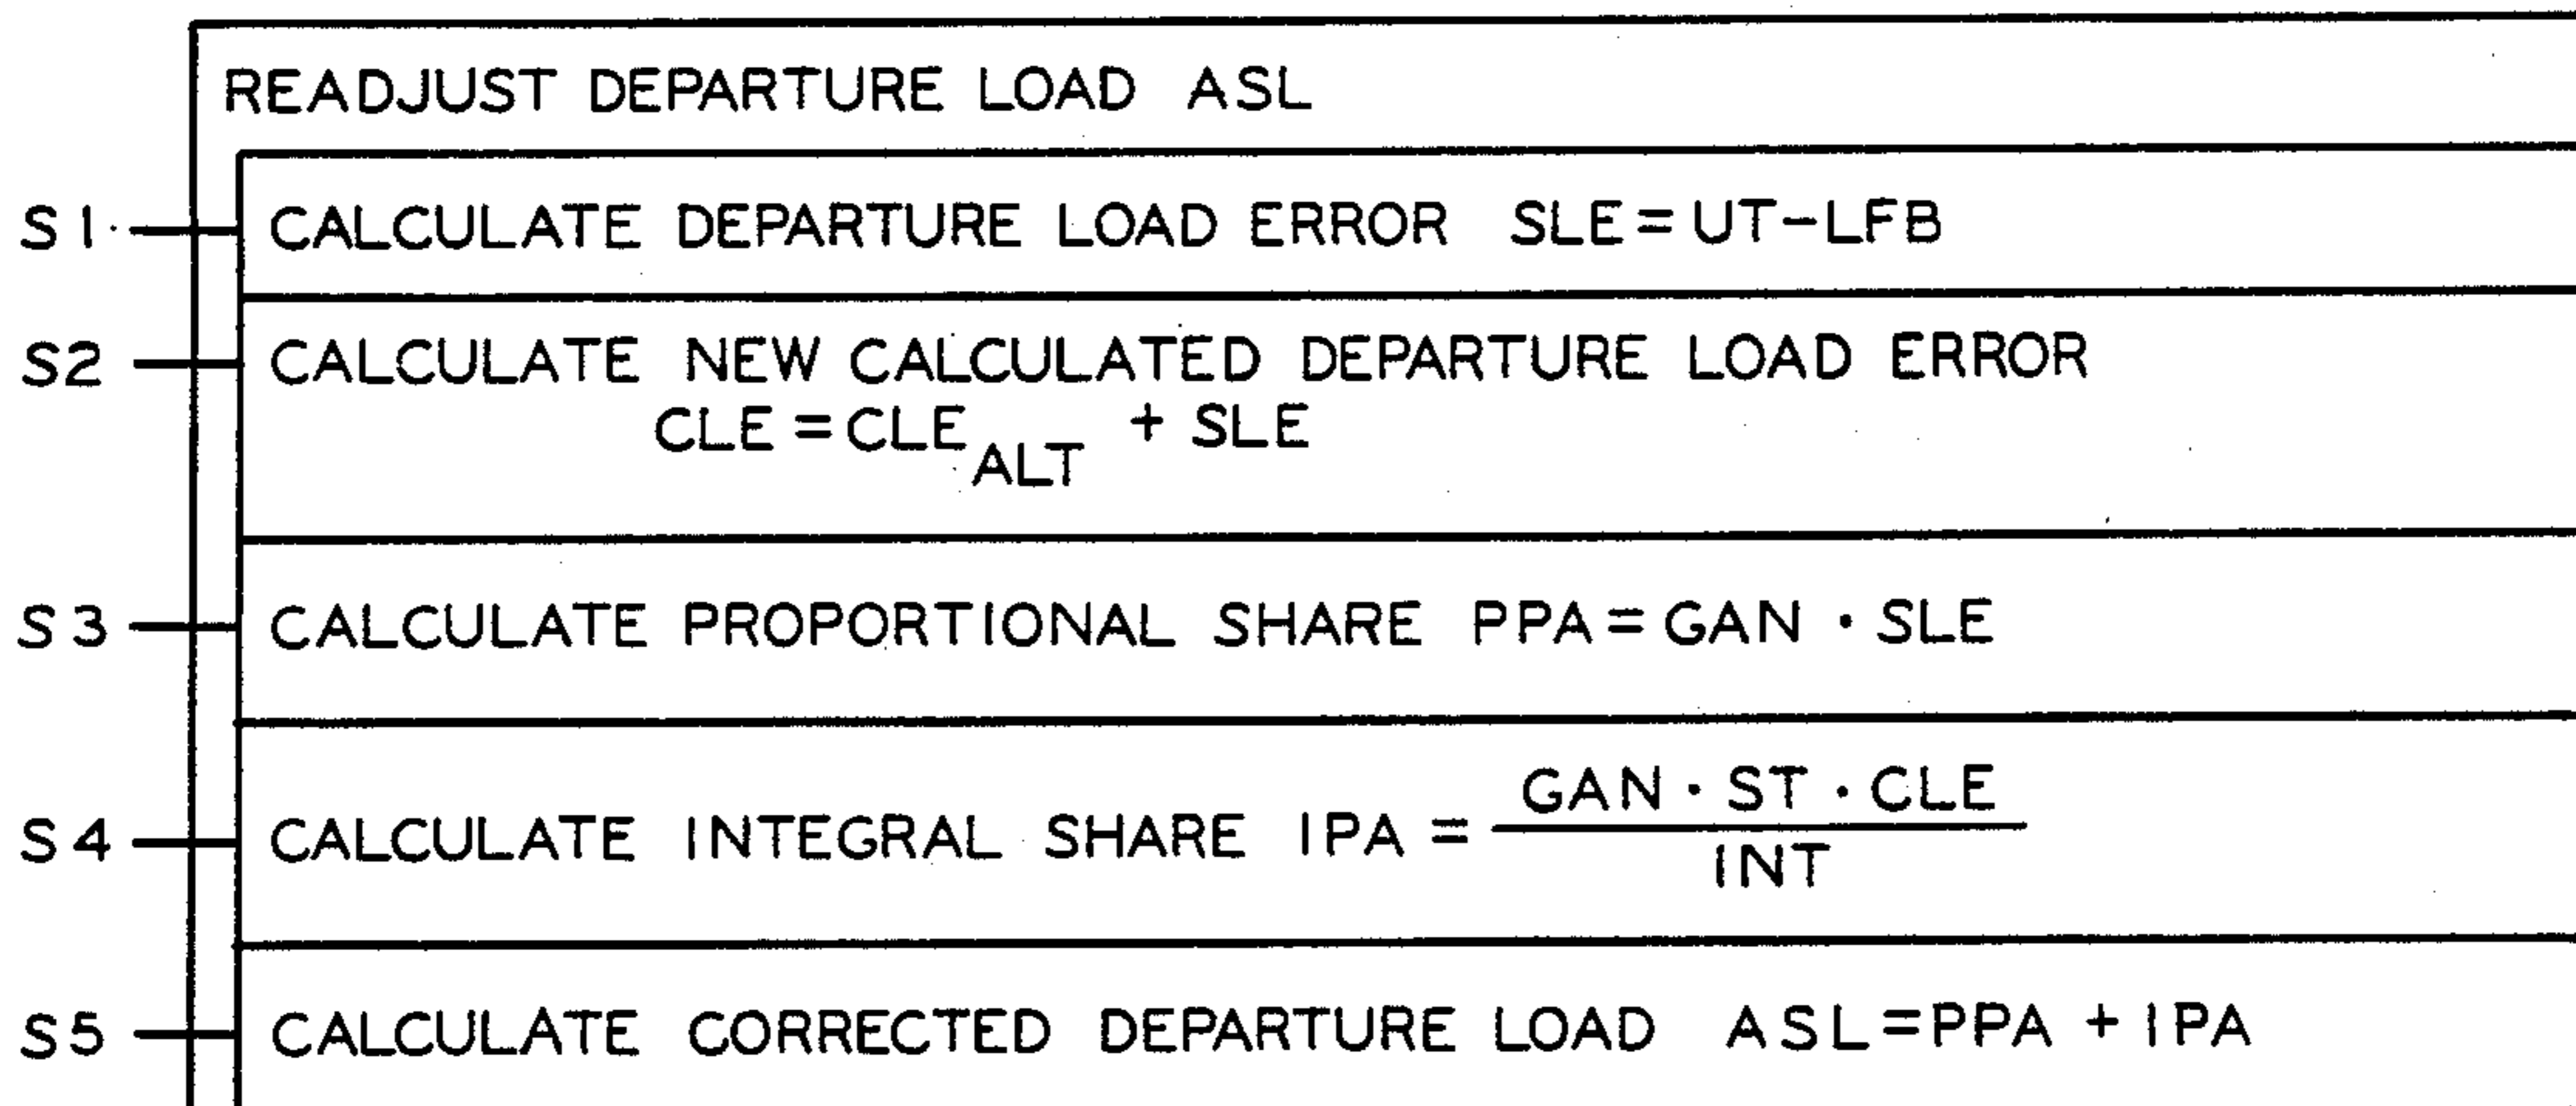 READJUST DEPARTURE LOAD ASL
S1 CALCULATE DEPARTURE LOAD ERROR SLE = UT-LFB
S2 CALCULATE NEW CALCULATED DEPARTURE LOAD ERROR
CLE = CLE_ALT + SLE
S3 CALCULATE PROPORTIONAL SHARE PPA = GAN · SLE
GAN · ST · CLE
S4 CALCULATE INTEGRAL SHARE IPA =
INT
S5 CALCULATE CORRECTED DEPARTURE LOAD ASL = PPA + IPA